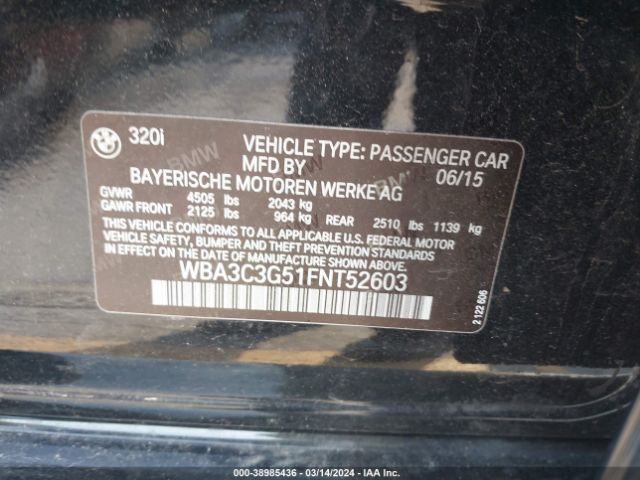 BMW
320i VEHICLE TYPE: PASSENGER CAR
MFD BY 06/15
BAYERISCHE MOTOREN WERKE AG
GVWR 4505 lbs 2043 kg
GAWR FRONT 2125 lbs 964 kg REAR 2510 lbs 1139 kg
THIS VEHICLE CONFORMS TO ALL APPLICABLE U.S. FEDERAL MOTOR
VEHICLE SAFETY, BUMPER AND THEFT PREVENTION STANDARDS
IN EFFECT ON THE DATE OF MANUFACTURE SHOWN ABOVE.
WBA3C3G51FNT52603
2 122 606
000-38985436 - 03/14/2024 - IAA Inc.